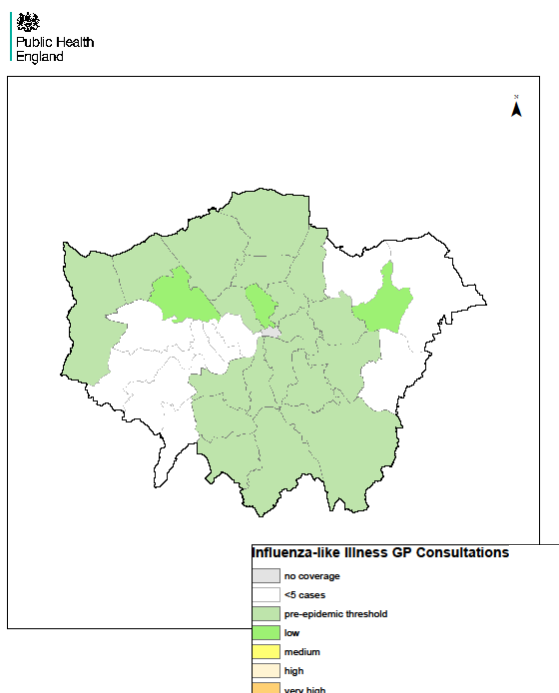 Public Health
England
N
Influenza-like Illness GP Consultations
no coverage
<5 cases
pre-epidemic threshold
low
medium
high
very high